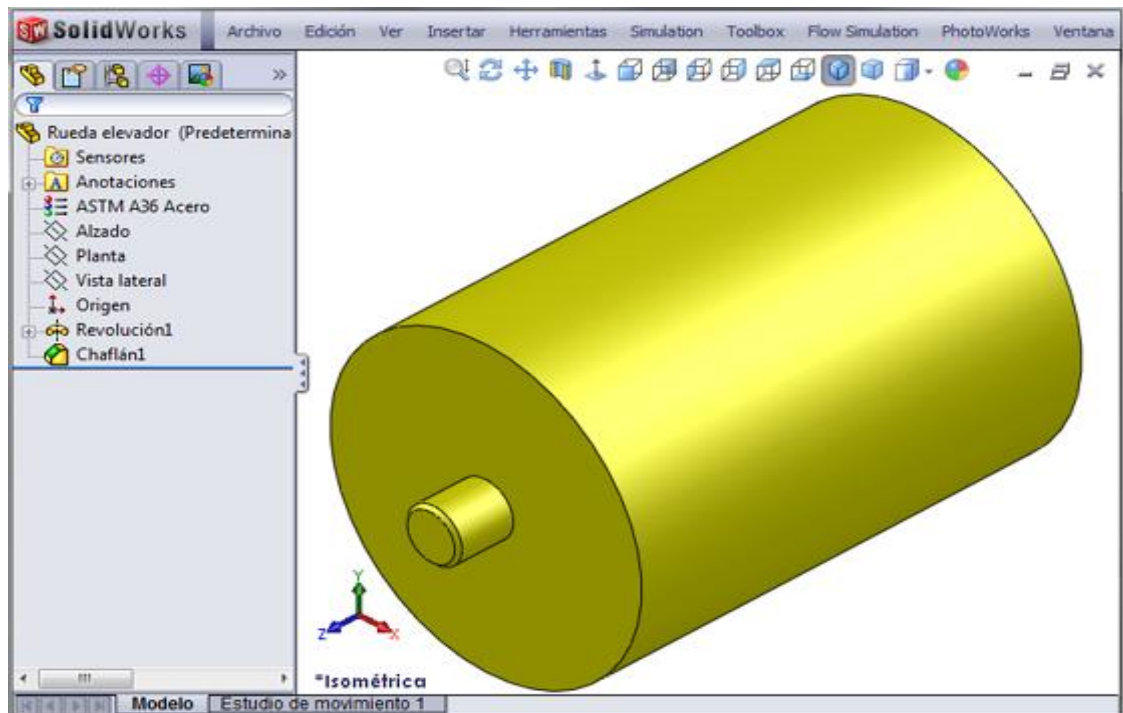 SolidWorks Archivo Edición Ver Insertar Herramientas Simulation Toolbox Flow Simulation PhotoWorks Ventana
Rueda elevador (Predetermina
Sensores
Anotaciones
ASTM A36 Acero
Alzado
Planta
Vista lateral
Origen
Revolución1
Chaflán1
Y
Z X
*Isométrica
Modelo Estudio de movimiento 1